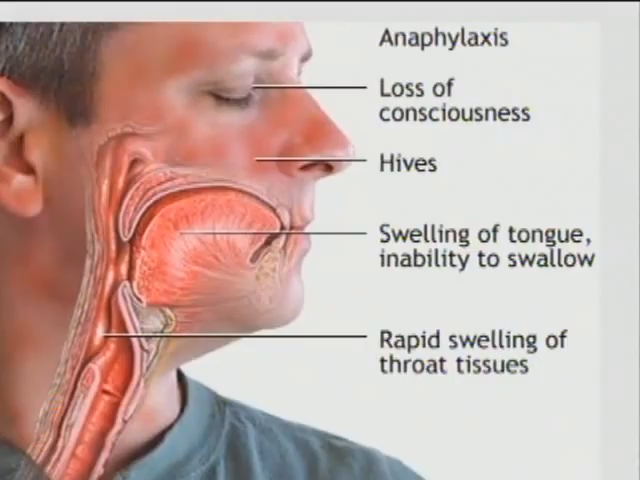 Anaphylaxis
Loss of
consciousness
Hives
Swelling of tongue,
inability to swallow
Rapid swelling of
throat tissues